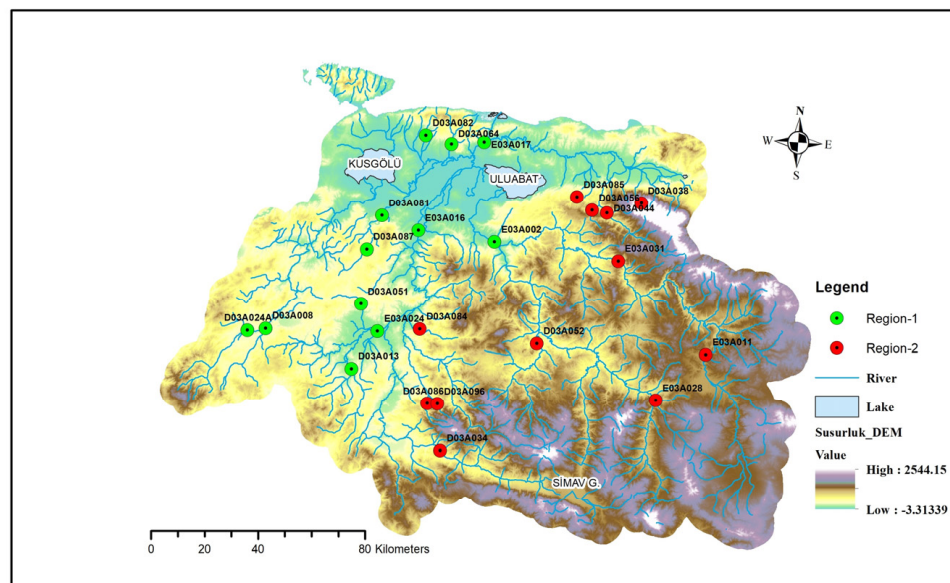 N
W
E
S
D03A082
D03A064
E03A017
KUSGÖLÜ
ULUABAT
D03A085
D03A038
D03A056
D03A044
D03A081
E03A016
E03A002
D03A087
E03A031
D03A051
D03A024A
D03A008
E03A024
D03A084
D03A052
E03A011
D03A013
D03A086
D03A096
E03A028
D03A034
SİMAV G.
Legend
Region-1
Region-2
River
Lake
Susurluk_DEM
Value
High : 2544.15
Low : -3.31339
0 20 40 80 Kilometers